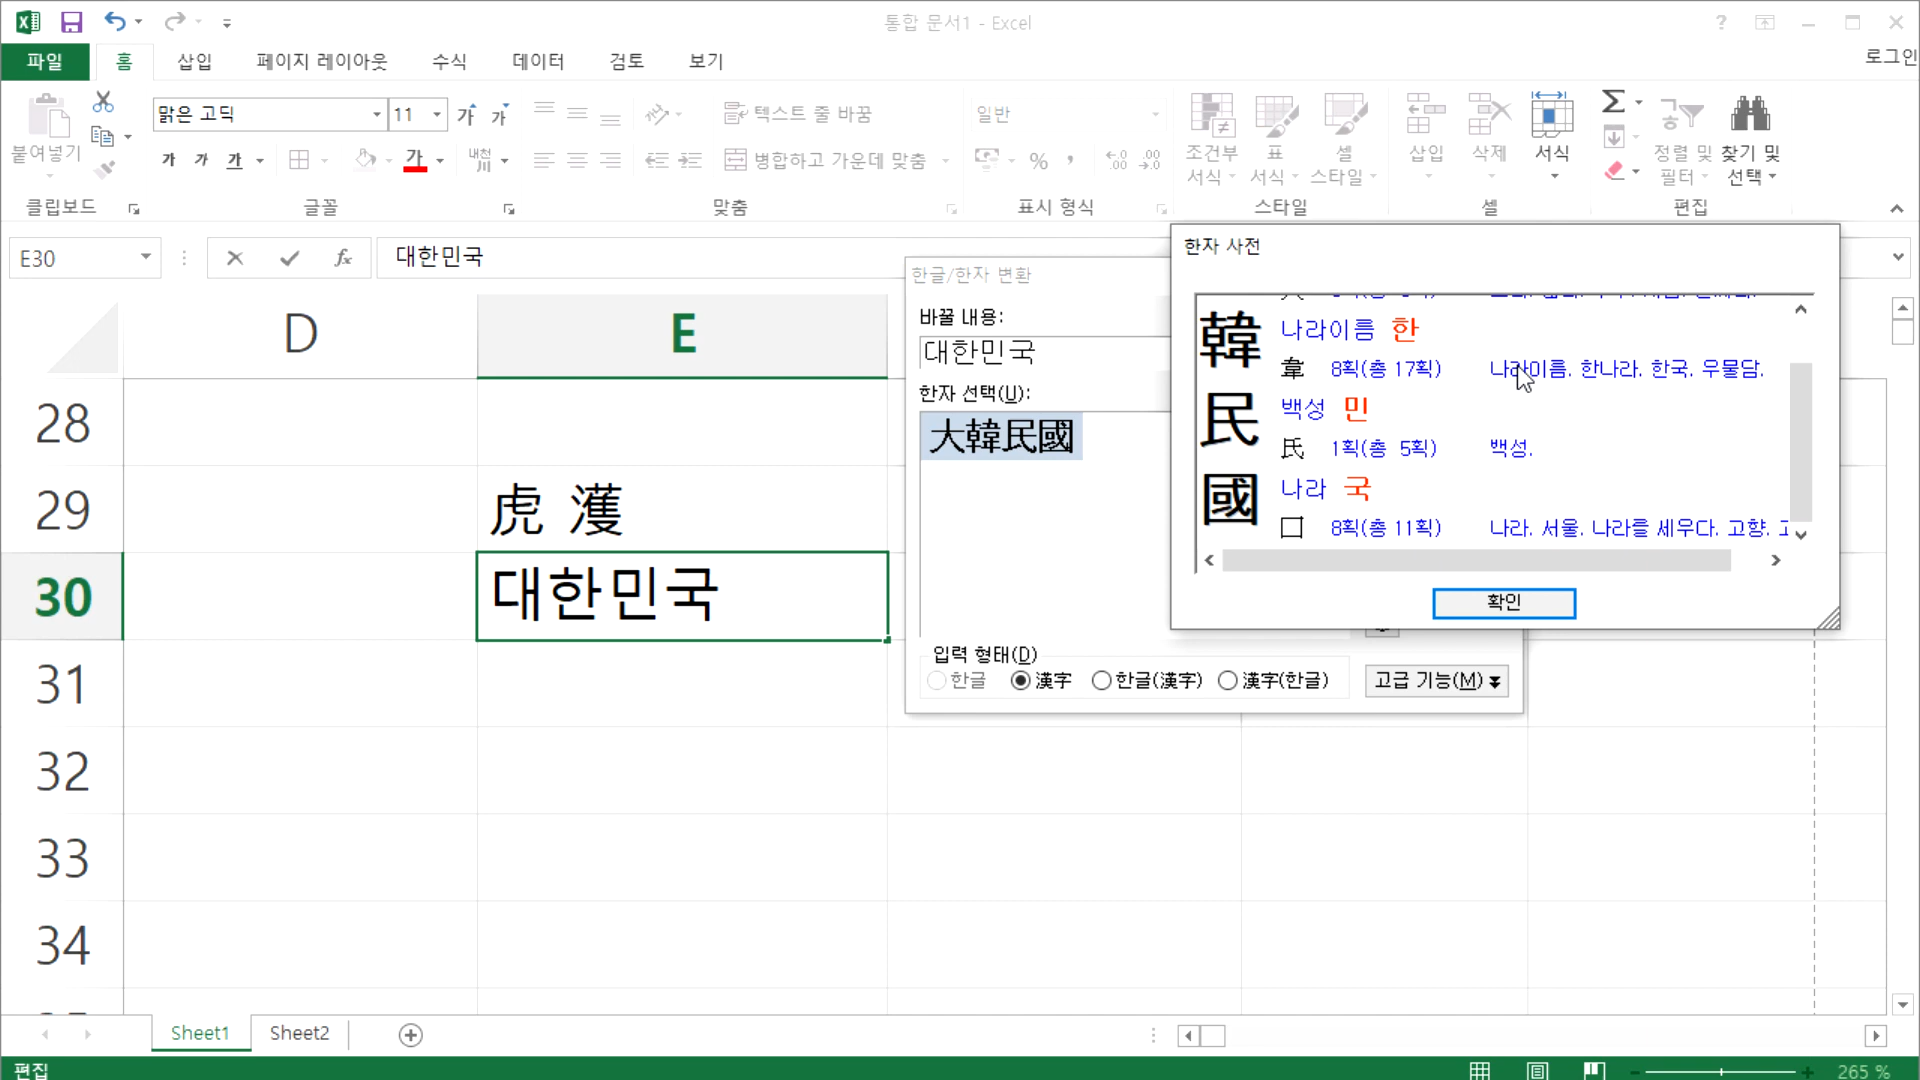 통합 문서1 - Excel
파일 홈 삽입 페이지 레이아웃 수식 데이터 검토 보기 로그인
맑은 고딕 11 가 가 텍스트 줄 바꿈 일반
붙여넣기 가 가 가 가 내천 川 병합하고 가운데 맞춤 % , 조건부 서식 표 서식 셀 스타일 삽입 삭제 서식 정렬 및 필터 찾기 및 선택
클립보드 글꼴 맞춤 표시 형식 스타일 셀 편집
E30 fx 대한민국
한자 사전
韓 나라이름 한
韋 8획(총 17획) 나라이름. 한나라. 한국. 우물담.
民 백성 민
氏 1획(총 5획) 백성.
國 나라 국
囗 8획(총 11획) 나라. 서울. 나라를 세우다. 고향.
확인
한글/한자 변환
바꿀 내용:
대한민국
한자 선택(U):
大韓民國
입력 형태(D)
한글 漢字 한글(漢字) 漢字(한글) 고급 기능(M)
D E
28
29 虎 濩
30 대한민국
31
32
33
34
Sheet1 Sheet2
편집 265 %